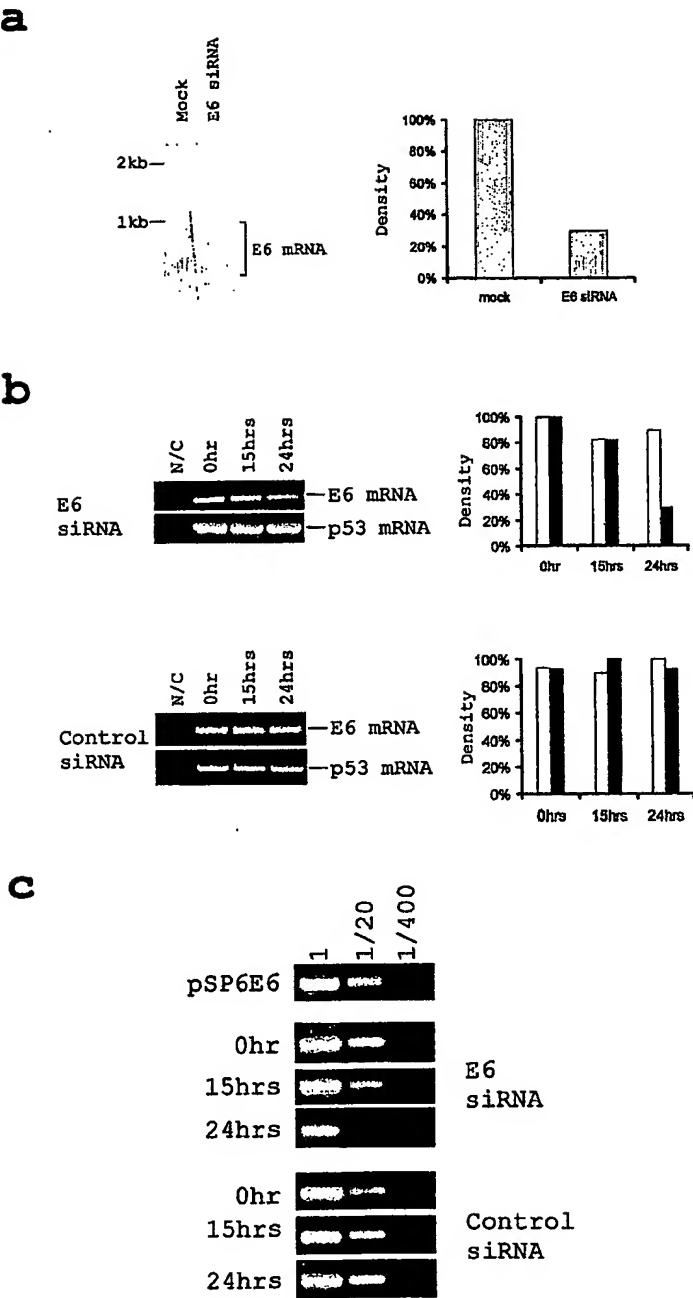 a
Mock
E6 siRNA
2kb
1kb
E6 mRNA
Density
100%
80%
60%
40%
20%
0%
mock
E6 siRNA
b
N/C
0hr
15hrs
24hrs
E6
siRNA
E6 mRNA
p53 mRNA
Density
100%
80%
60%
40%
20%
0%
0hr
15hrs
24hrs
N/C
0hr
15hrs
24hrs
Control
siRNA
E6 mRNA
p53 mRNA
Density
100%
80%
60%
40%
20%
0%
0hrs
15hrs
24hrs
c
1
1/20
1/400
pSP6E6
0hr
15hrs
24hrs
E6
siRNA
0hr
15hrs
24hrs
Control
siRNA